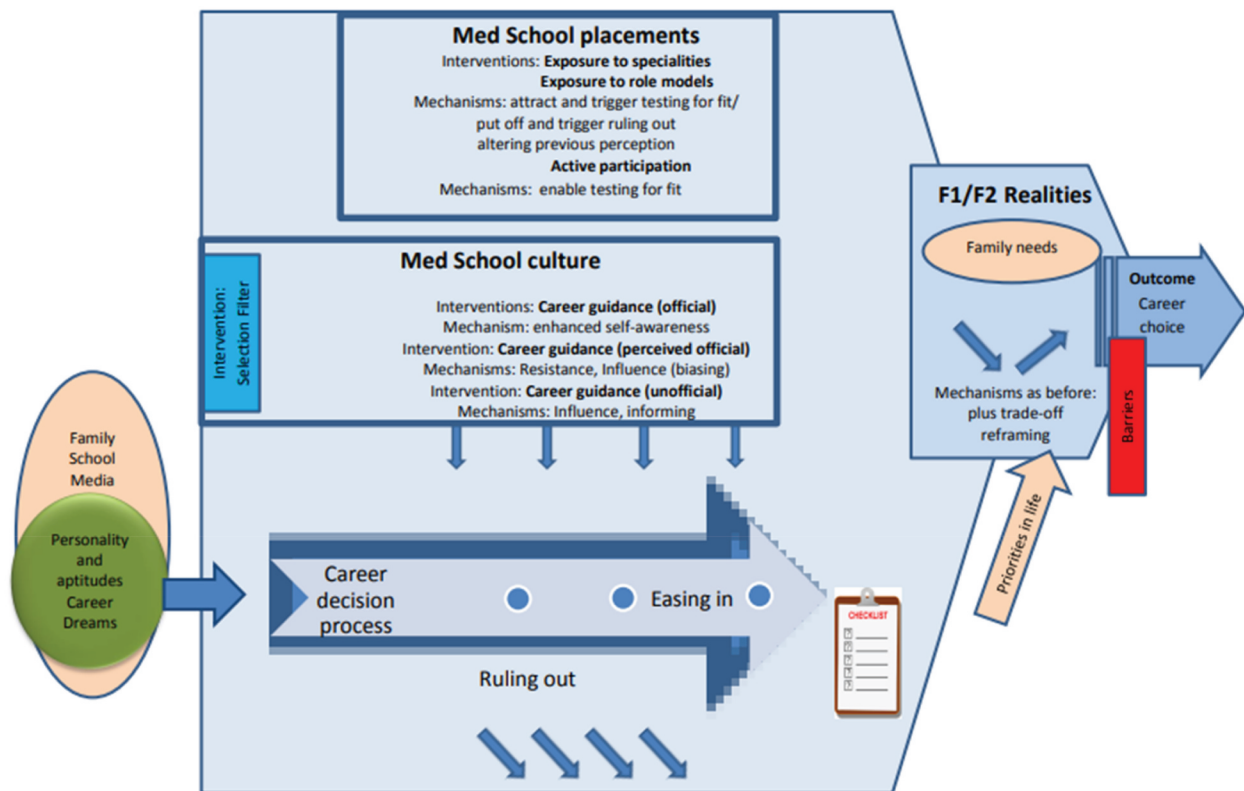 Med School placements
Interventions: Exposure to specialities
Exposure to role models
Mechanisms: attract and trigger testing for fit/
put off and trigger ruling out
altering previous perception
Active participation
Mechanisms: enable testing for fit
Intervention:
Selection Filter
Med School culture
Interventions: Career guidance (official)
Mechanism: enhanced self-awareness
Intervention: Career guidance (perceived official)
Mechanisms: Resistance, Influence (biasing)
Intervention: Career guidance (unofficial)
Mechanisms: Influence, informing
Family
School
Media
Personality
and
aptitudes
Career
Dreams
Career
decision
process
Easing in
Ruling out
CHECKLIST
F1/F2 Realities
Family needs
Mechanisms as before:
plus trade-off
reframing
Priorities in life
Barriers
Outcome
Career
choice